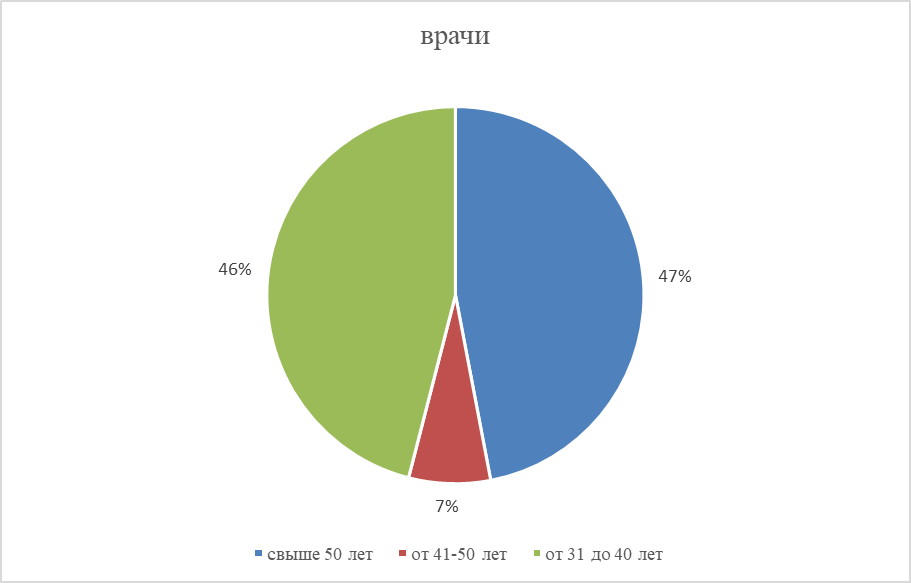 врачи
46%
47%
7%
свыше 50 лет от 41-50 лет от 31 до 40 лет